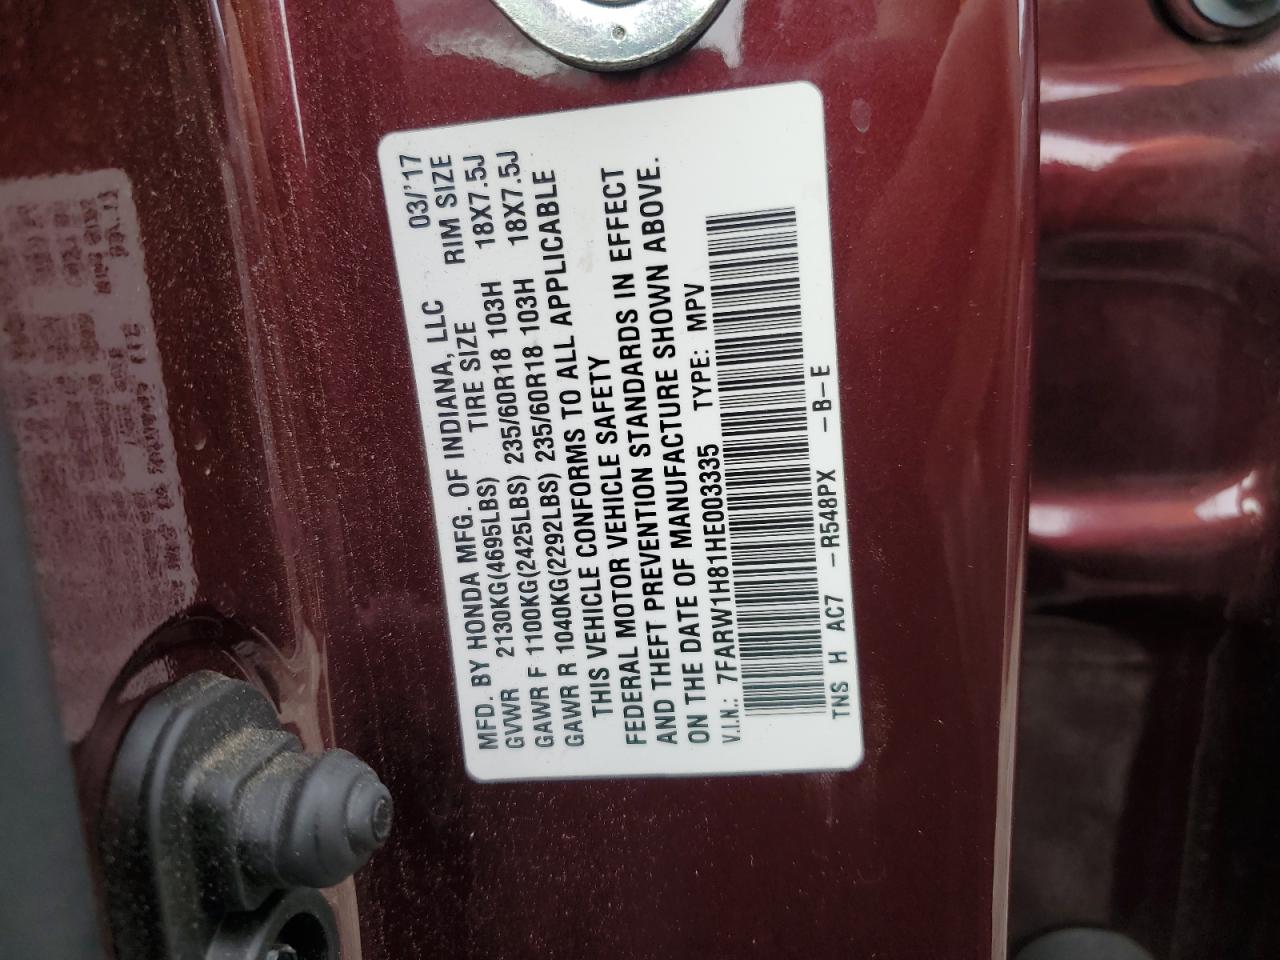 MFD. BY HONDA MFG. OF INDIANA, LLC 03/'17
GVWR 2130KG(4695LBS) TIRE SIZE RIM SIZE
GAWR F 1100KG(2425LBS) 235/60R18 103H 18X7.5J
GAWR R 1040KG(2292LBS) 235/60R18 103H 18X7.5J
THIS VEHICLE CONFORMS TO ALL APPLICABLE
FEDERAL MOTOR VEHICLE SAFETY
AND THEFT PREVENTION STANDARDS IN EFFECT
ON THE DATE OF MANUFACTURE SHOWN ABOVE.
V.I.N.: 7FARW1H81HE003335 TYPE: MPV
TNS H AC7 -R548PX -B-E